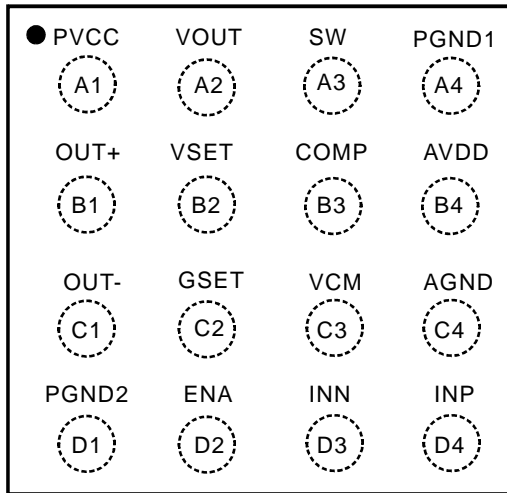 PVCC VOUT SW PGND1
A1 A2 A3 A4
OUT+ VSET COMP AVDD
B1 B2 B3 B4
OUT- GSET VCM AGND
C1 C2 C3 C4
PGND2 ENA INN INP
D1 D2 D3 D4